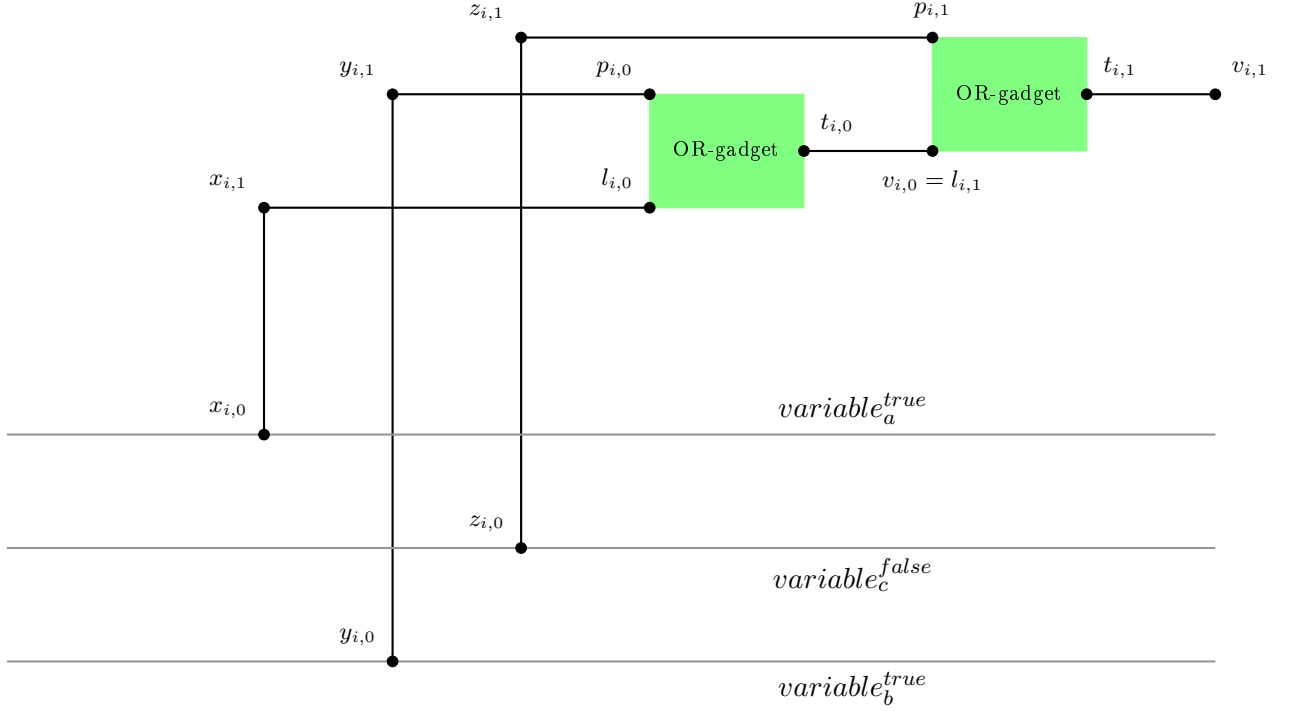 z_{i,1} p_{i,1}
y_{i,1} p_{i,0} t_{i,1} v_{i,1}
OR-gadget
t_{i,0}
OR-gadget
x_{i,1} l_{i,0} v_{i,0} = l_{i,1}
x_{i,0} variable_a^{true}
z_{i,0}
variable_c^{false}
y_{i,0}
variable_b^{true}